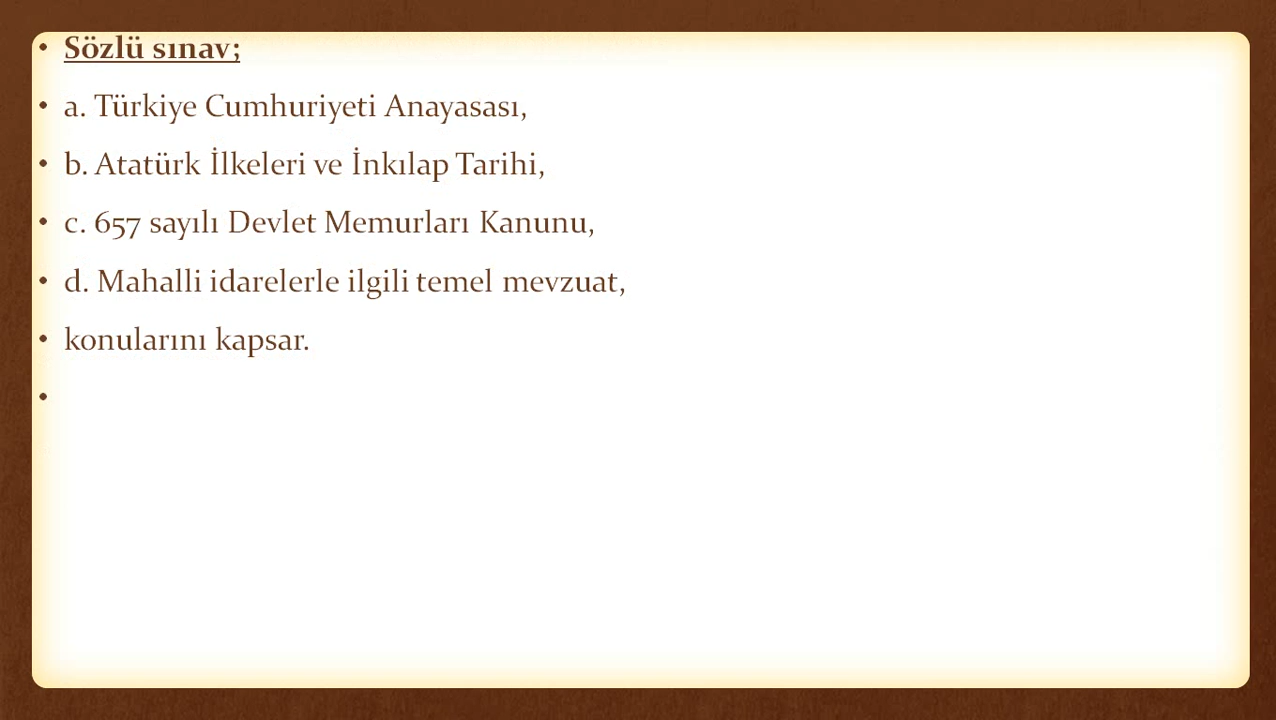 • Sözlü sınav;
• a. Türkiye Cumhuriyeti Anayasası,
• b. Atatürk İlkeleri ve İnkılap Tarihi,
• c. 657 sayılı Devlet Memurları Kanunu,
• d. Mahalli idarelerle ilgili temel mevzuat,
• konularını kapsar.
•